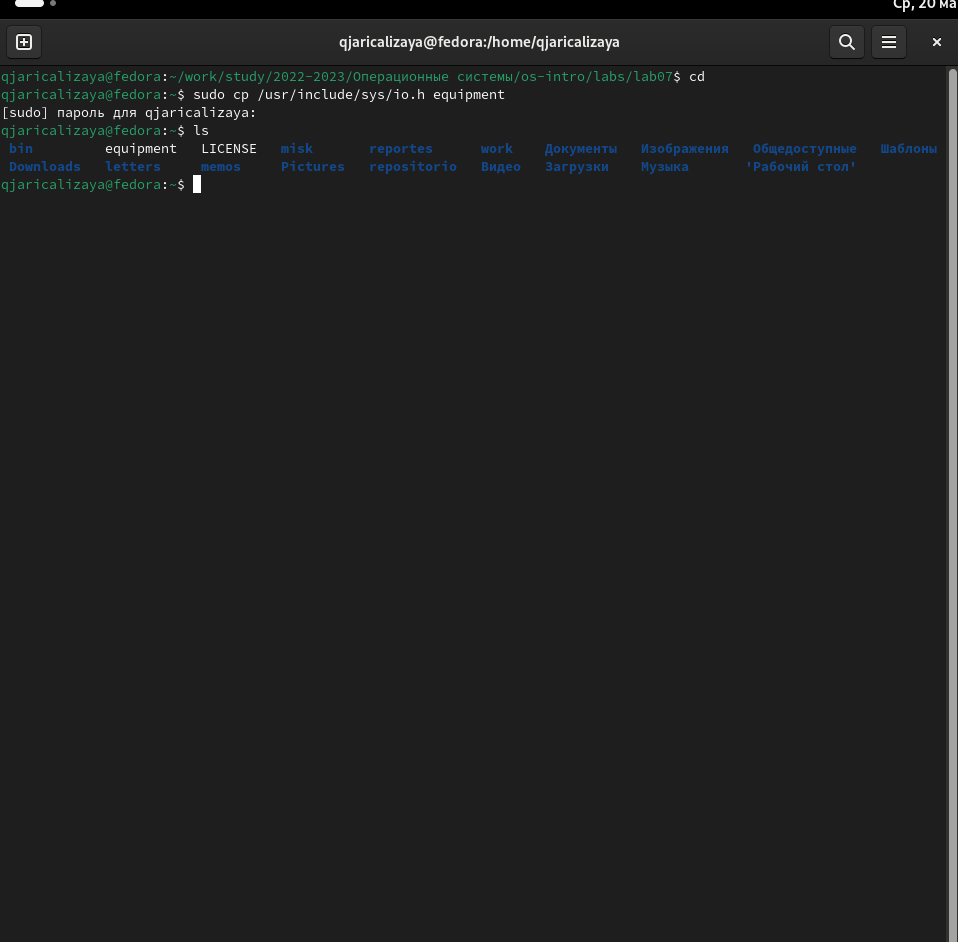 Ср, 20 ма
qjaricalizaya@fedora:/home/qjaricalizaya
qjaricalizaya@fedora:~/work/study/2022-2023/Операционные системы/os-intro/labs/lab07$ cd
qjaricalizaya@fedora:~$ sudo cp /usr/include/sys/io.h equipment
[sudo] пароль для qjaricalizaya:
qjaricalizaya@fedora:~$ ls
bin equipment LICENSE misk reportes work Документы Изображения Общедоступные Шаблоны
Downloads letters memos Pictures repositorio Видео Загрузки Музыка 'Рабочий стол'
qjaricalizaya@fedora:~$